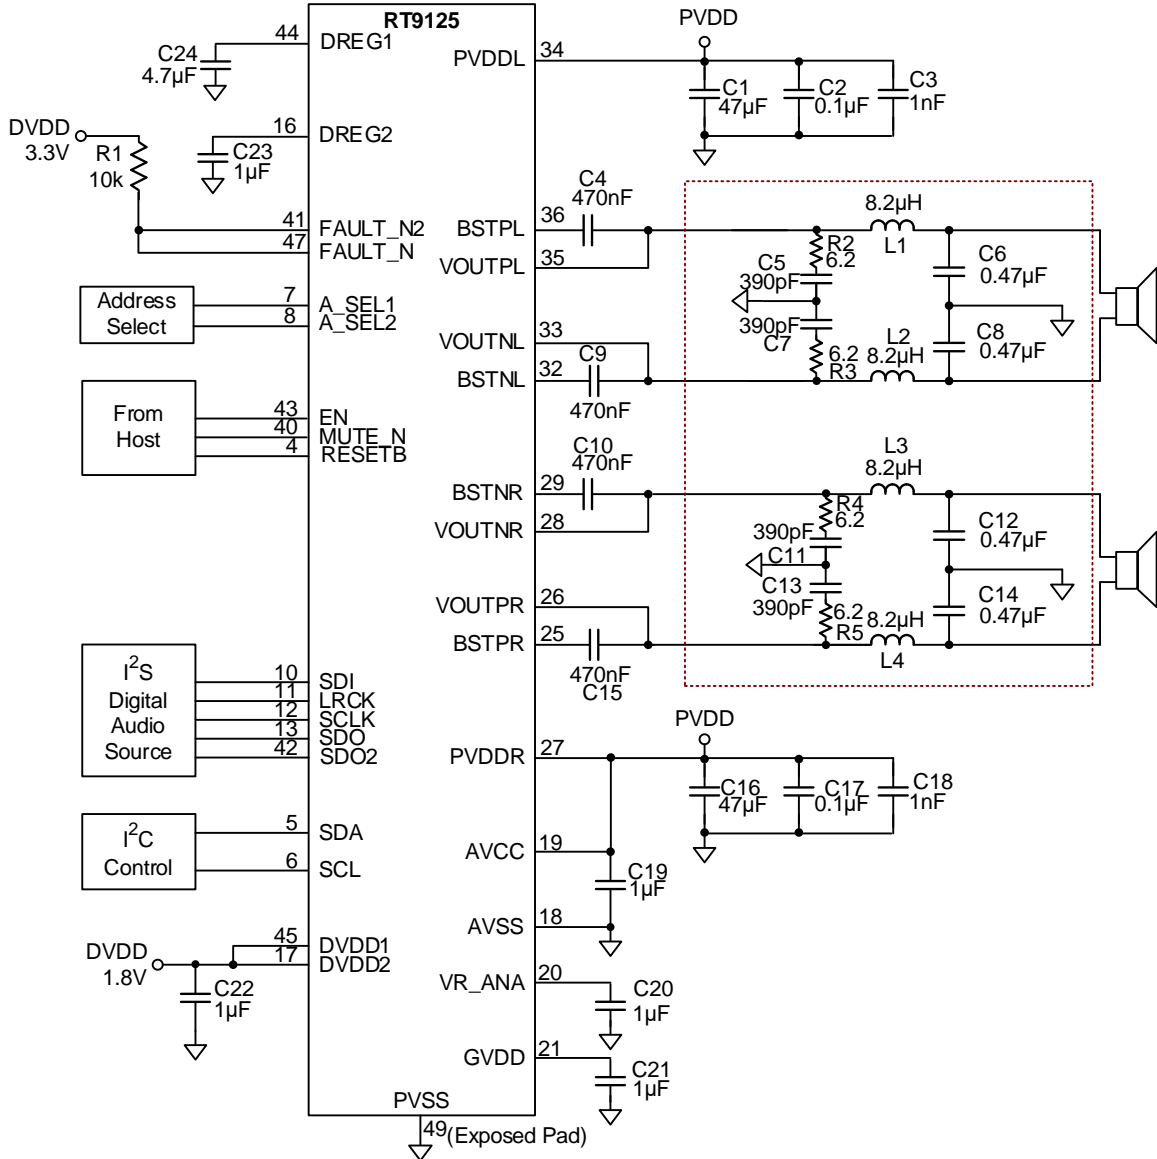 RT9125
44
DREG1
C24
4.7µF
16
DREG2
C23
1µF
DVDD
3.3V
R1
10k
41
FAULT_N2
47
FAULT_N
Address
Select
7
A_SEL1
8
A_SEL2
From
Host
43
EN
40
MUTE_N
4
RESETB
I²S
Digital
Audio
Source
10
SDI
11
LRCK
12
SCLK
13
SDO
42
SDO2
I²C
Control
5
SDA
6
SCL
DVDD
1.8V
45
DVDD1
17
DVDD2
C22
1µF
PVSS
49
(Exposed Pad)
PVDD
PVDDL
34
C1
47µF
C2
0.1µF
C3
1nF
C4
470nF
BSTPL
36
VOUTPL
35
R2
6.2
C5
390pF
390pF
C7
6.2
R3
8.2µH
L1
L2
8.2µH
C6
0.47µF
C8
0.47µF
VOUTNL
33
BSTNL
32
C9
470nF
C10
470nF
BSTNR
29
VOUTNR
28
R4
6.2
390pF
C11
C13
390pF
6.2
R5
L3
8.2µH
8.2µH
L4
C12
0.47µF
C14
0.47µF
VOUTPR
26
BSTPR
25
470nF
C15
PVDD
PVDDR
27
C16
47µF
C17
0.1µF
C18
1nF
AVCC
19
C19
1µF
AVSS
18
VR_ANA
20
C20
1µF
GVDD
21
C21
1µF